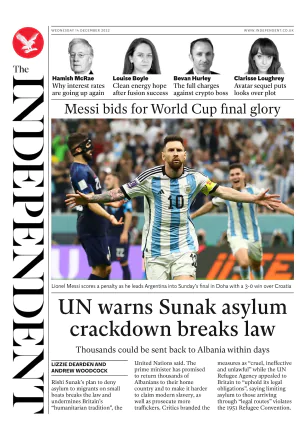 WEDNESDAY 14 DECEMBER 2022
WWW.INDEPENDENT.CO.UK
The
INDEPENDENT
Hamish McRae
Why interest rates
are going up again
Louise Boyle
Clean energy hope
after fusion success
Bevan Hurley
The full charges
against crypto boss
Clarisse Loughrey
Avatar sequel puts
looks over plot
Messi bids for World Cup final glory
10
Lionel Messi scores a penalty as he leads Argentina into Sunday's final in Doha with a 3-0 win over Croatia
UN warns Sunak asylum
crackdown breaks law
Thousands could be sent back to Albania within days
LIZZIE DEARDEN AND
ANDREW WOODCOCK
Rishi Sunak's plan to deny
asylum to migrants on small
boats breaks the law and
undermines Britain's
"humanitarian tradition", the
United Nations said. The
prime minister has promised
to return thousands of
Albanians to their home
country and to make it harder
to claim modern slavery, as
well as prosecute more
traffickers. Critics branded the
measures as "cruel, ineffective
and unlawful" while the UN
Refugee Agency appealed to
Britain to "uphold its legal
obligations", saying limiting
asylum to those arriving
through "legal routes" violates
the 1951 Refugee Convention.